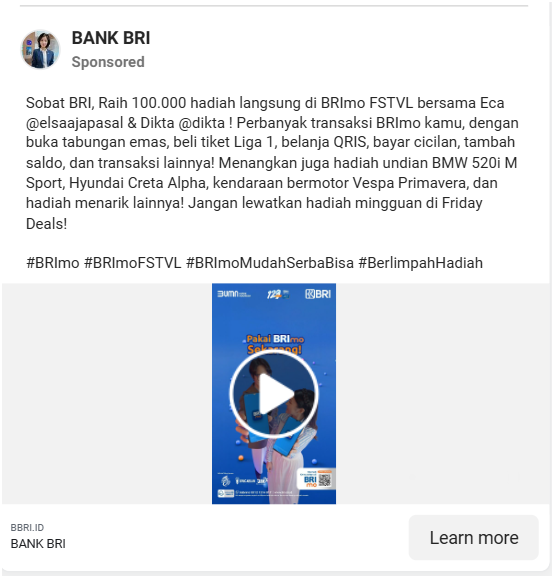 BANK BRI
Sponsored
Sobat BRI, Raih 100.000 hadiah langsung di BRImo FSTVL bersama Eca
@elsaajapasal & Dikta @dikta ! Perbanyak transaksi BRImo kamu, dengan
buka tabungan emas, beli tiket Liga 1, belanja QRIS, bayar cicilan, tambah
saldo, dan transaksi lainnya! Menangkan juga hadiah undian BMW 520i M
Sport, Hyundai Creta Alpha, kendaraan bermotor Vespa Primavera, dan
hadiah menarik lainnya! Jangan lewatkan hadiah mingguan di Friday
Deals!
#BRImo #BRImoFSTVL #BRImoMudahSerbaBisa #BerlimpahHadiah
BUMN
BRI
Pakai BRImo
Sekarang!
BRI
mo
BBRI.ID
BANK BRI
Learn more